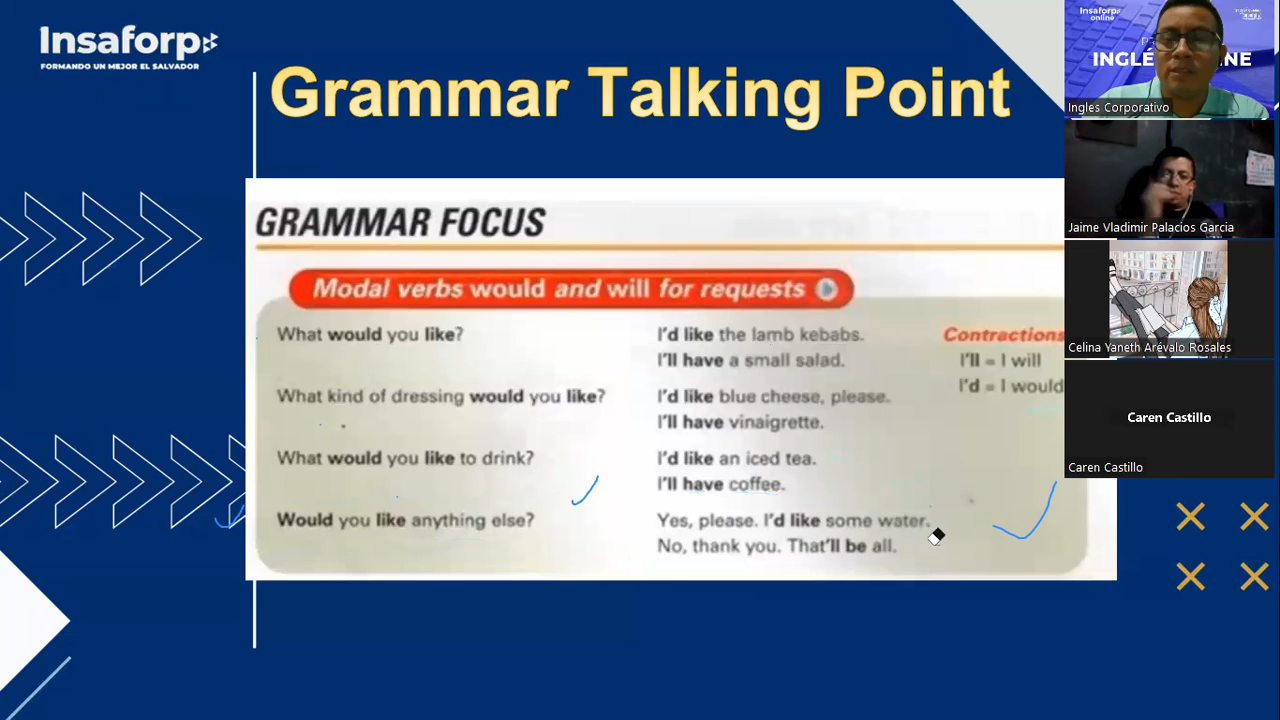 Insaforp
FORMANDO UN MEJOR EL SALVADOR
Grammar Talking Point
GRAMMAR FOCUS
Modal verbs would and will for requests
What would you like?
I'd like the lamb kebabs.
I'll have a small salad.
What kind of dressing would you like?
I'd like blue cheese, please.
I'll have vinaigrette.
What would you like to drink?
I'd like an iced tea.
I'll have coffee.
Would you like anything else?
Yes, please. I'd like some water.
No, thank you. That'll be all.
Contractions
I'll = I will
I'd = I would
Insaforp
online
INGLÉ
NE
Ingles Corporativo
Jaime Vladimir Palacios Garcia
Celina Yaneth Arévalo Rosales
Caren Castillo
Caren Castillo